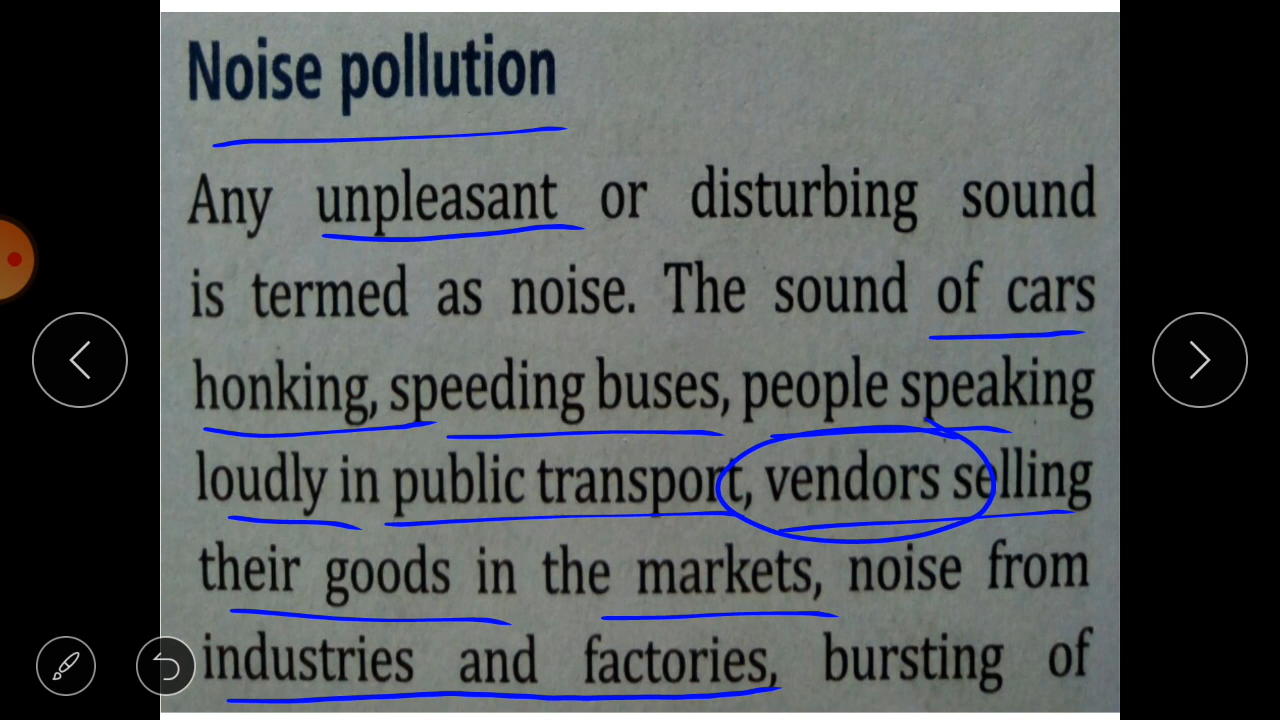 Noise pollution
Any unpleasant or disturbing sound
is termed as noise. The sound of cars
honking, speeding buses, people speaking
loudly in public transport, vendors selling
their goods in the markets, noise from
industries and factories, bursting of